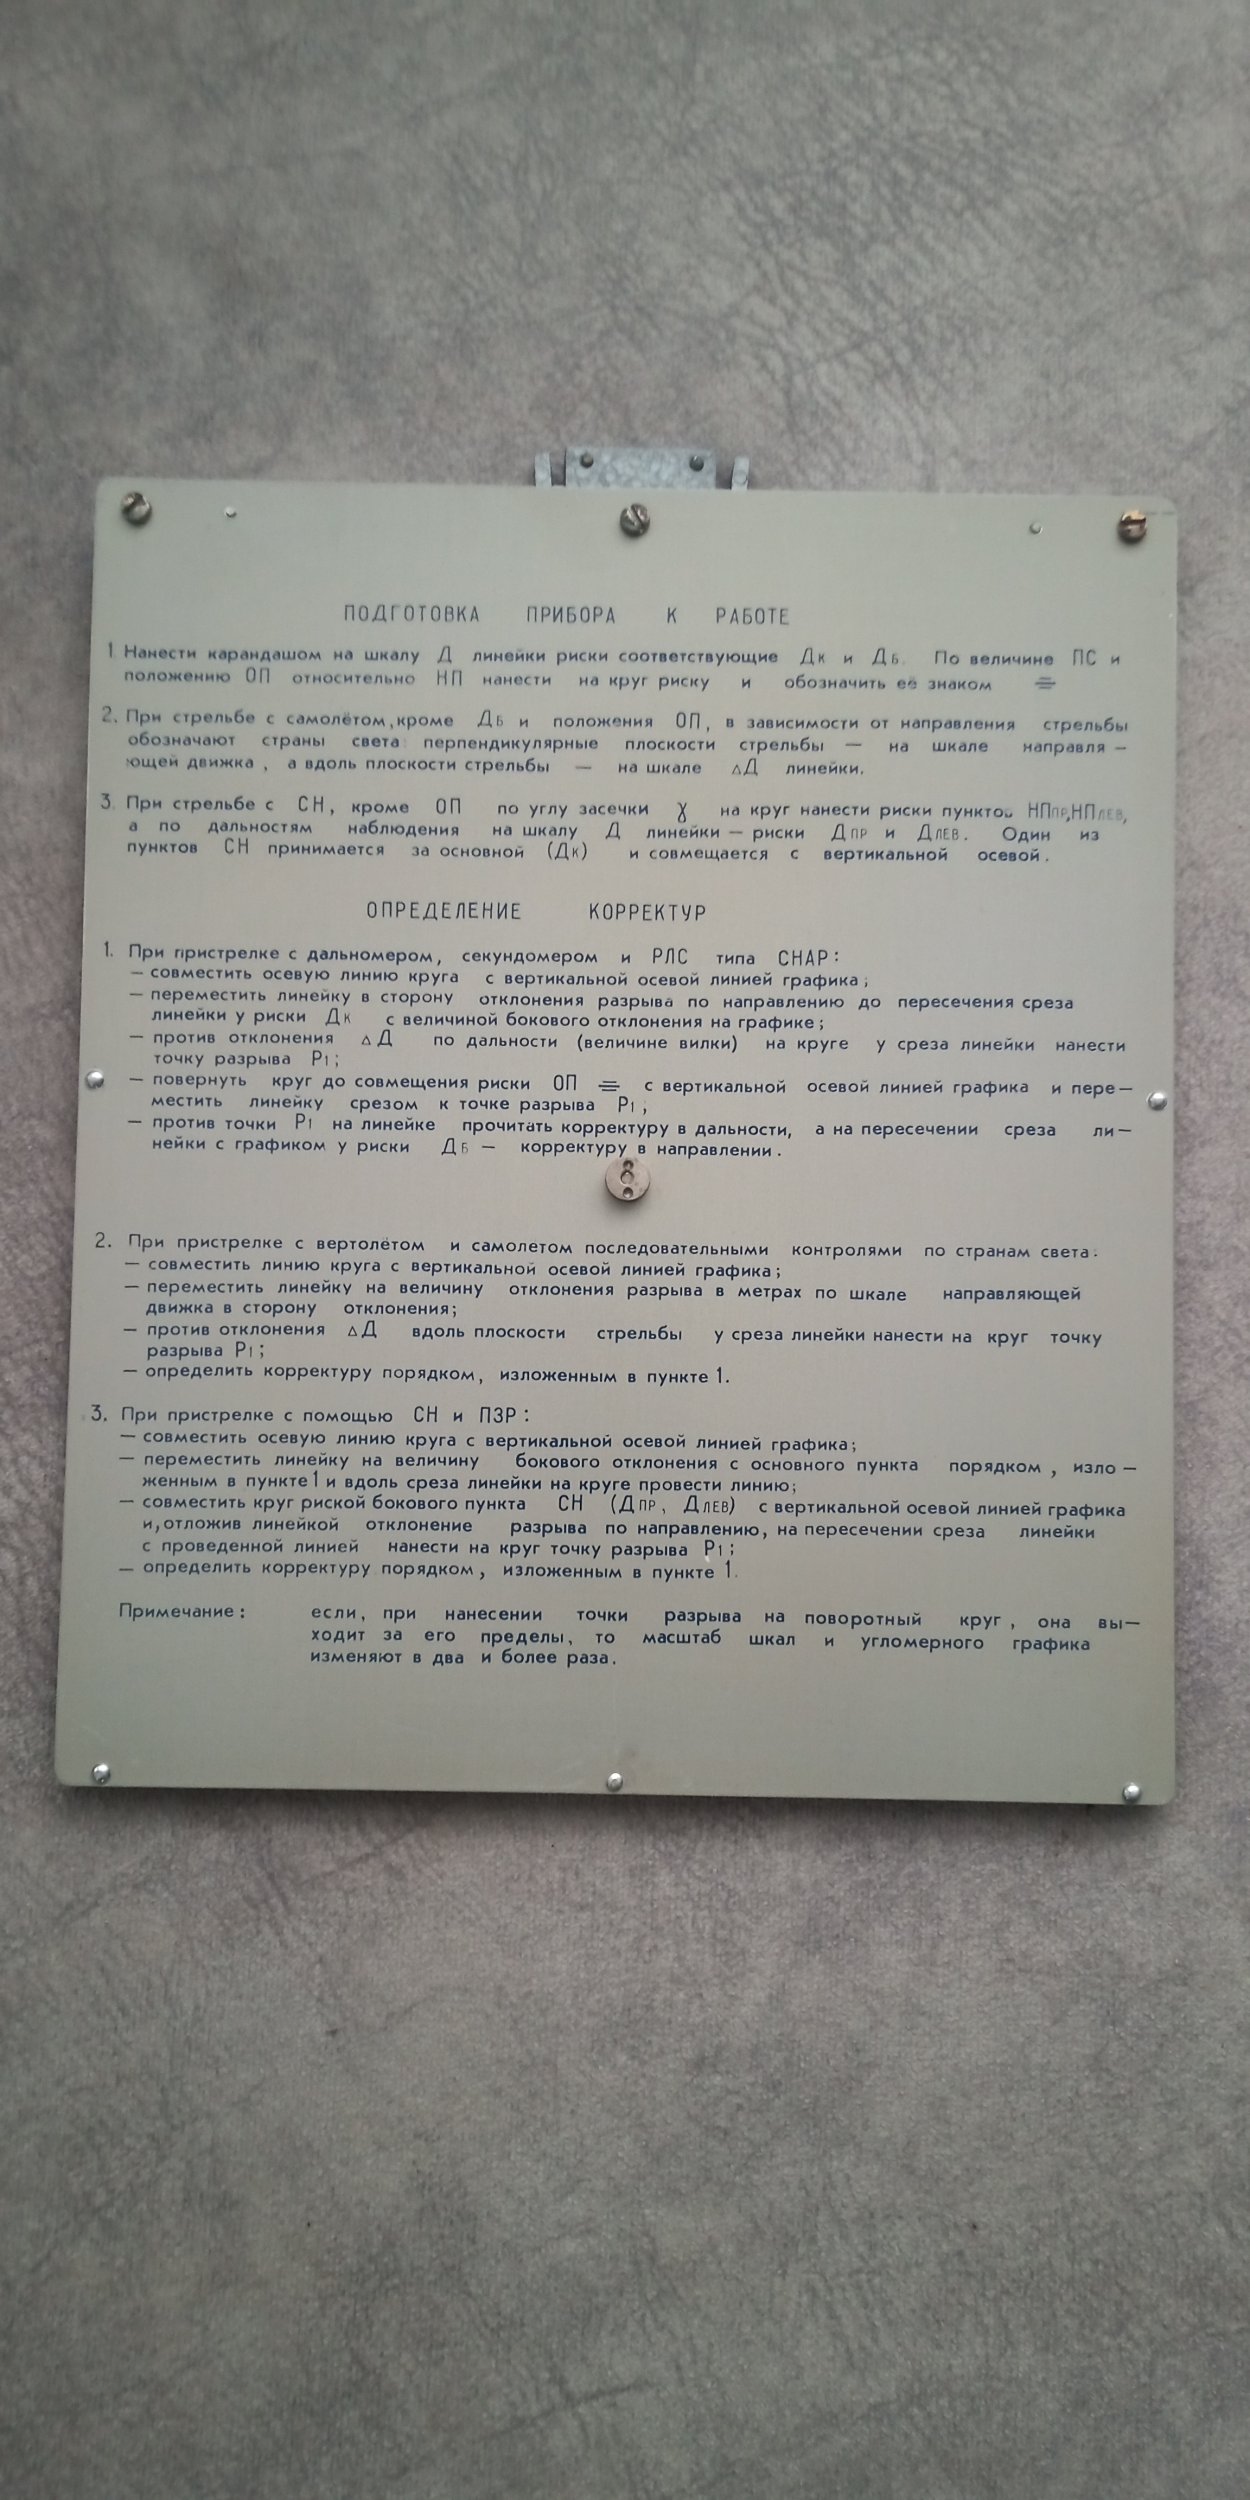 ПОДГОТОВКА ПРИБОРА К РАБОТЕ
1. Нанести карандашом на шкалу Д линейки риски соответствующие Дк и Дб. По величине ПС и
положению ОП относительно НП нанести на круг риску и обозначить её знаком
2. При стрельбе с самолётом, кроме Дб и положения ОП, в зависимости от направления стрельбы
обозначают страны света: перпендикулярные плоскости стрельбы — на шкале направля —
ющей движка, а вдоль плоскости стрельбы — на шкале ΔД линейки.
3. При стрельбе с СН, кроме ОП по углу засечки γ на круг нанести риски пунктов НПпр, НПлев,
а по дальностям наблюдения на шкалу Д линейки — риски Дпр и Длев. Один из
пунктов СН принимается за основной (Дк) и совмещается с вертикальной осевой.
ОПРЕДЕЛЕНИЕ КОРРЕКТУР
1. При пристрелке с дальномером, секундомером и РЛС типа СНАР:
— совместить осевую линию круга с вертикальной осевой линией графика;
— переместить линейку в сторону отклонения разрыва по направлению до пересечения среза
линейки у риски Дк с величиной бокового отклонения на графике;
— против отклонения ΔД по дальности (величине вилки) на круге у среза линейки нанести
точку разрыва Р1;
— повернуть круг до совмещения риски ОП с вертикальной осевой линией графика и пере—
местить линейку срезом к точке разрыва Р1;
— против точки Р1 на линейке прочитать корректуру в дальности, а на пересечении среза ли—
нейки с графиком у риски Дб — корректуру в направлении.
2. При пристрелке с вертолётом и самолётом последовательными контролями по странам света:
— совместить линию круга с вертикальной осевой линией графика;
— переместить линейку на величину отклонения разрыва в метрах по шкале направляющей
движка в сторону отклонения;
— против отклонения ΔД вдоль плоскости стрельбы у среза линейки нанести на круг точку
разрыва Р1;
— определить корректуру порядком, изложенным в пункте 1.
3. При пристрелке с помощью СН и ПЗР:
— совместить осевую линию круга с вертикальной осевой линией графика;
— переместить линейку на величину бокового отклонения с основного пункта порядком, изло —
женным в пункте 1 и вдоль среза линейки на круге провести линию;
— совместить круг риской бокового пункта СН (Дпр, Длев) с вертикальной осевой линией графика
и, отложив линейкой отклонение разрыва по направлению, на пересечении среза линейки
с проведенной линией нанести на круг точку разрыва Р1;
— определить корректуру порядком, изложенным в пункте 1.
Примечание: если, при нанесении точки разрыва на поворотный круг, она вы—
ходит за его пределы, то масштаб шкал и угломерного графика
изменяют в два и более раза.